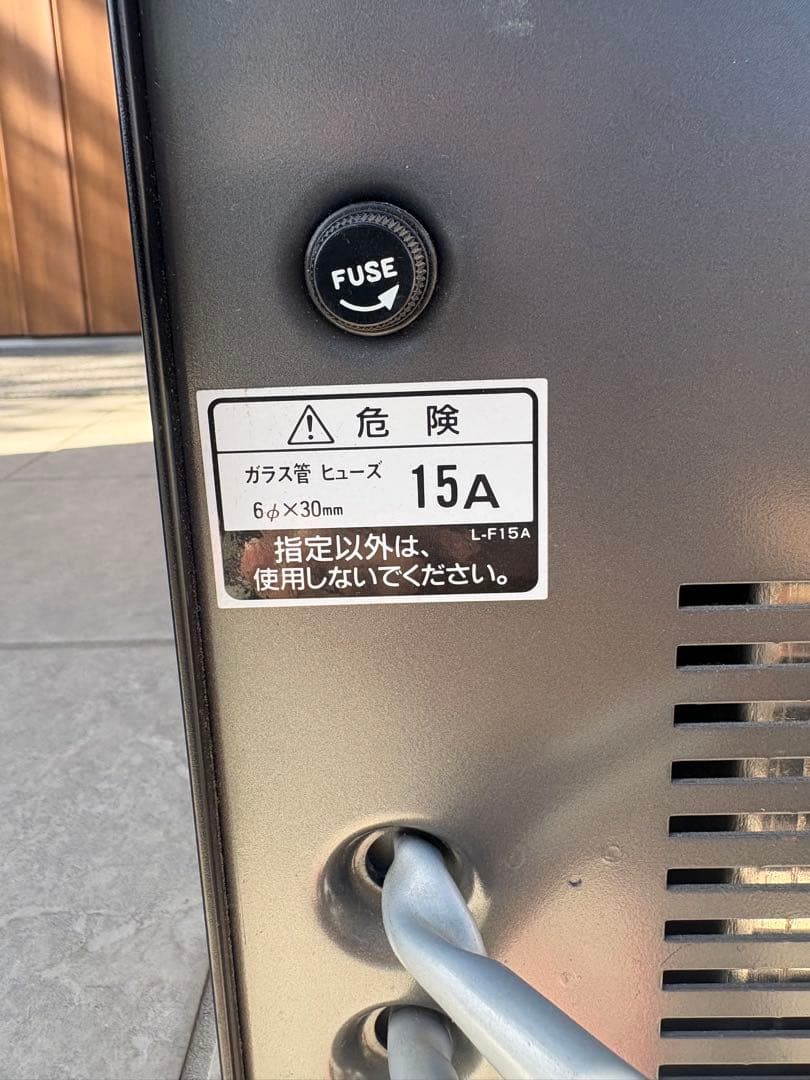 FUSE
危 険
ガラス管 ヒューズ 15A
6φ×30mm
L-F15A
指定以外は、
使用しないでください。